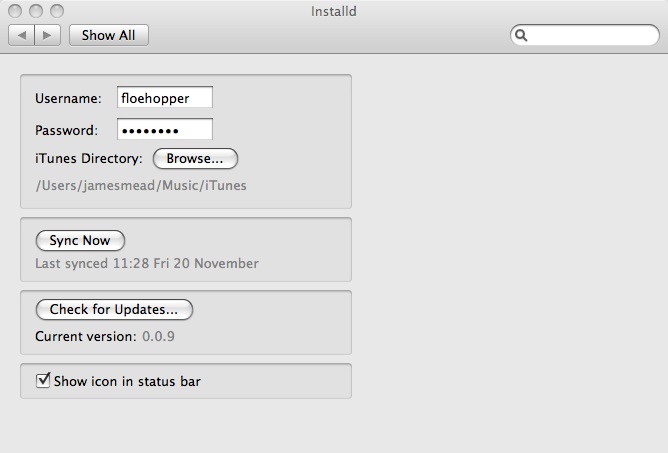 Installd
Show All
Username: floehopper
Password: ••••••••
iTunes Directory: Browse...
/Users/jamesmead/Music/iTunes
Sync Now
Last synced 11:28 Fri 20 November
Check for Updates...
Current version: 0.0.9
Show icon in status bar